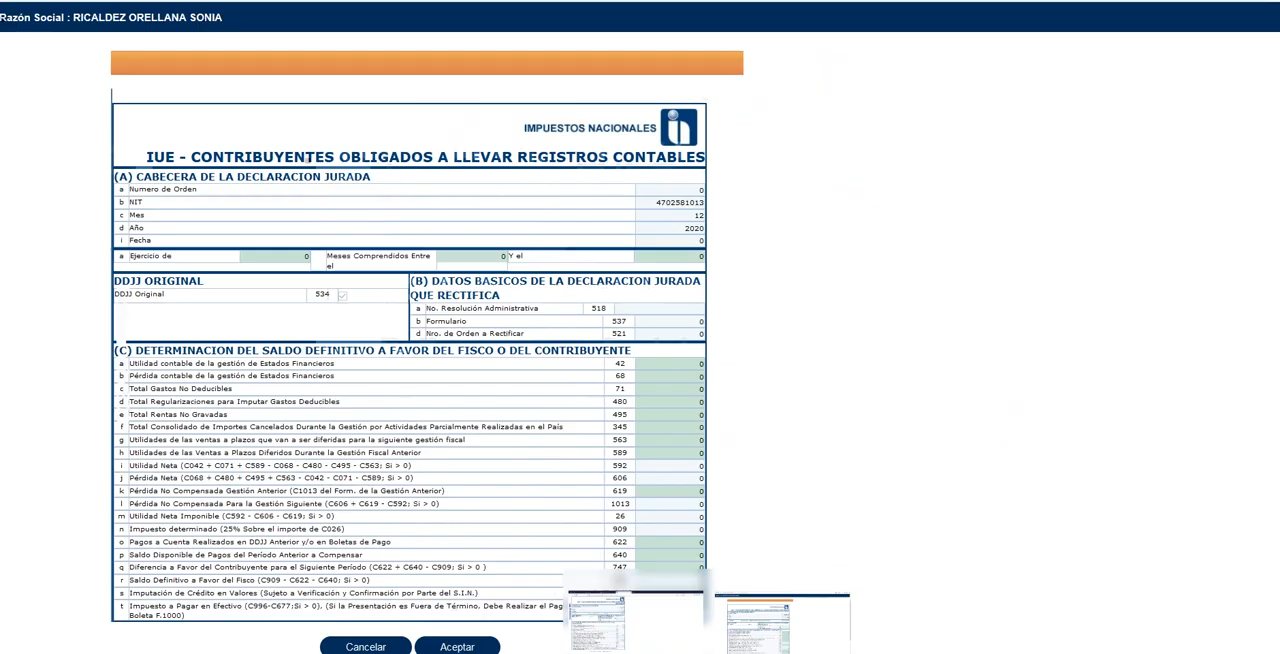 Razón Social : RICALDEZ ORELLANA SONIA
IMPUESTOS NACIONALES
IUE - CONTRIBUYENTES OBLIGADOS A LLEVAR REGISTROS CONTABLES
(A) CABECERA DE LA DECLARACION JURADA
a Numero de Orden 0
b NIT 4702581013
c Mes 12
d Año 2020
i Fecha 0
a Ejercicio de 0 Meses Comprendidos Entre el 0 Y el 0
DDJJ ORIGINAL
DDJJ Original 534
(B) DATOS BASICOS DE LA DECLARACION JURADA
QUE RECTIFICA
a No. Resolución Administrativa 518
b Formulario 537 0
d Nro. de Orden a Rectificar 521 0
(C) DETERMINACION DEL SALDO DEFINITIVO A FAVOR DEL FISCO O DEL CONTRIBUYENTE
a Utilidad contable de la gestión de Estados Financieros 42 0
b Pérdida contable de la gestión de Estados Financieros 68 0
c Total Gastos No Deducibles 71 0
d Total Regularizaciones para Imputar Gastos Deducibles 480 0
e Total Rentas No Gravadas 495 0
f Total Consolidado de Importes Cancelados Durante la Gestión por Actividades Parcialmente Realizadas en el País 345 0
g Utilidades de las ventas a plazos que van a ser diferidas para la siguiente gestión fiscal 563 0
h Utilidades de las Ventas a Plazos Diferidos Durante la Gestión Fiscal Anterior 589 0
i Utilidad Neta (C042 + C071 + C589 - C068 - C480 - C495 - C563; Si > 0) 592 0
j Pérdida Neta (C068 + C480 + C495 + C563 - C042 - C071 - C589; Si > 0) 606 0
k Pérdida No Compensada Gestión Anterior (C1013 del Form. de la Gestión Anterior) 619 0
l Pérdida No Compensada Para la Gestión Siguiente (C606 + C619 - C592; Si > 0) 1013 0
m Utilidad Neta Imponible (C592 - C606 - C619; Si > 0) 26 0
n Impuesto determinado (25% Sobre el importe de C026) 909 0
o Pagos a Cuenta Realizados en DDJJ Anterior y/o en Boletas de Pago 622 0
p Saldo Disponible de Pagos del Período Anterior a Compensar 640 0
q Diferencia a Favor del Contribuyente para el Siguiente Período (C622 + C640 - C909; Si > 0 ) 747 0
r Saldo Definitivo a Favor del Fisco (C909 - C622 - C640; Si > 0)
s Imputación de Crédito en Valores (Sujeto a Verificación y Confirmación por Parte del S.I.N.)
t Impuesto a Pagar en Efectivo (C996-C677;Si > 0), (Si la Presentación es Fuera de Término, Debe Realizar el Pag
Boleta F.1000)
Cancelar Aceptar